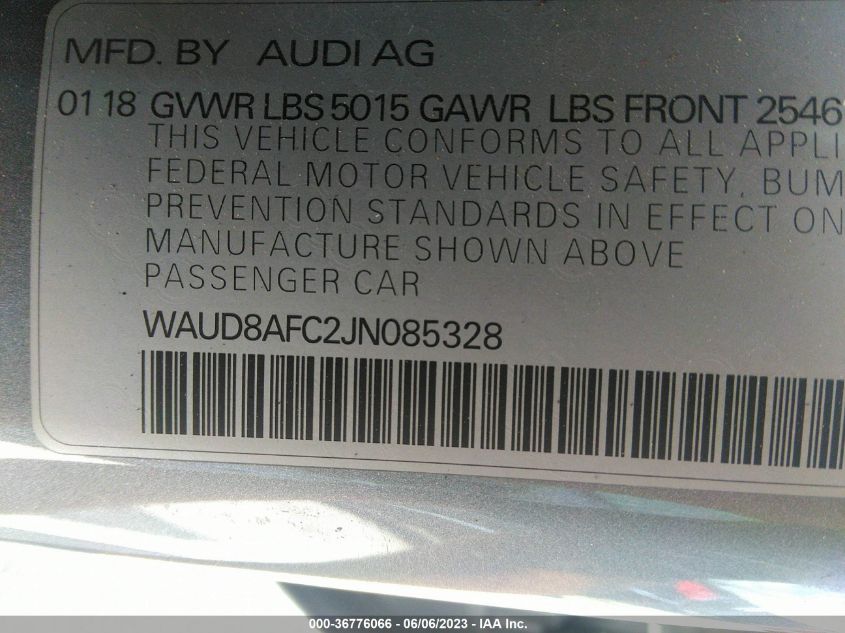 MFD. BY AUDI AG
01 18 GVWR LBS 5015 GAWR LBS FRONT 2546
THIS VEHICLE CONFORMS TO ALL APPLI
FEDERAL MOTOR VEHICLE SAFETY, BUM
PREVENTION STANDARDS IN EFFECT ON
MANUFACTURE SHOWN ABOVE
PASSENGER CAR
WAUD8AFC2JN085328
000-36776066 - 06/06/2023 - IAA Inc.